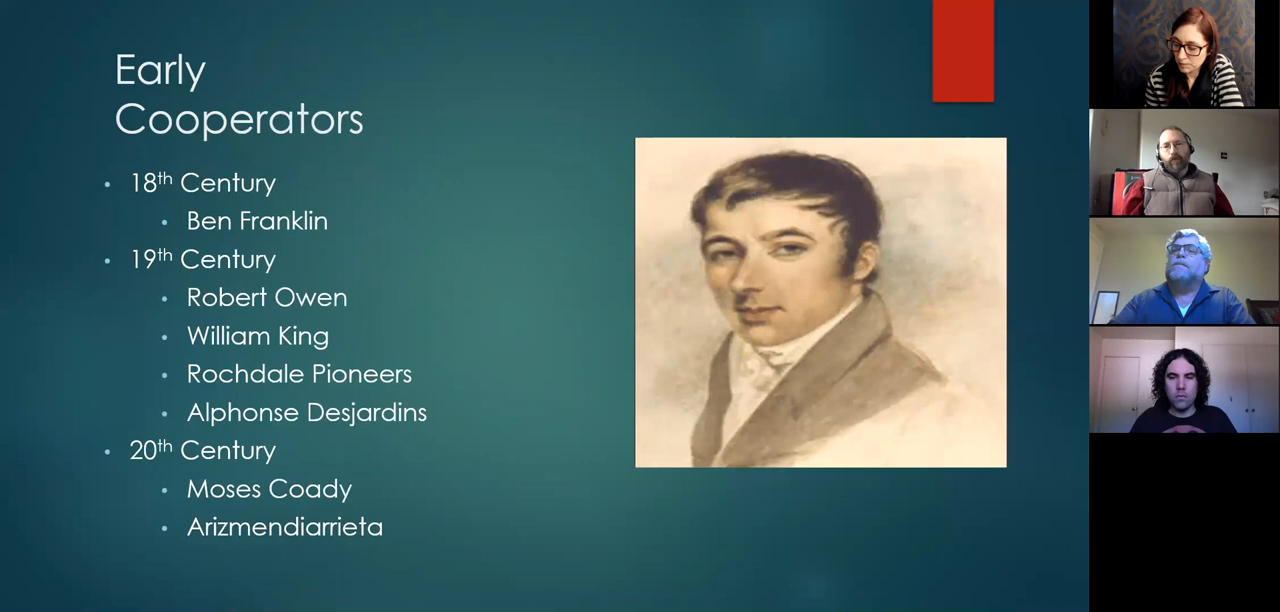 Early
Cooperators
18th Century
Ben Franklin
19th Century
Robert Owen
William King
Rochdale Pioneers
Alphonse Desjardins
20th Century
Moses Coady
Arizmendiarrieta